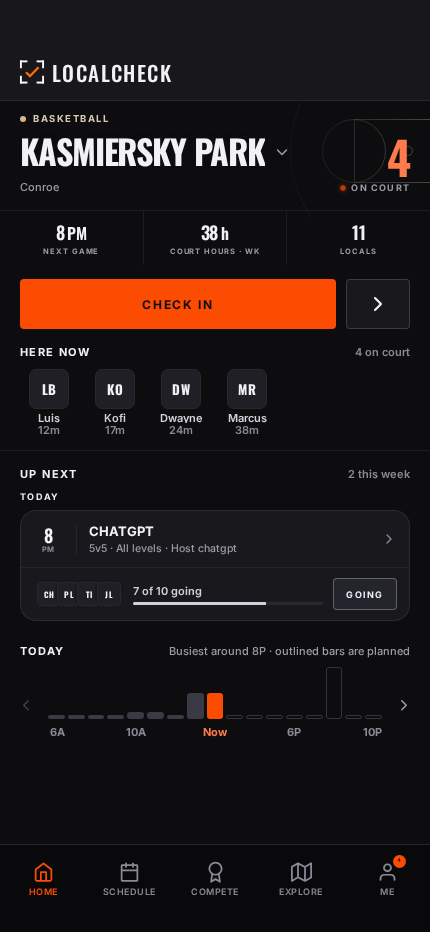 LOCALCHECK
BASKETBALL
KASMIERSKY PARK
4
Conroe
ON COURT
8 PM
38 h
11
NEXT GAME
COURT HOURS · WK
LOCALS
CHECK IN
HERE NOW
4 on court
LB
KO
DW
MR
Luis
Kofi
Dwayne
Marcus
12m
17m
24m
38m
UP NEXT
2 this week
TODAY
8 PM
CHATGPT
5v5 · All levels · Host chatgpt
CH
PL
TI
JL
7 of 10 going
GOING
TODAY
Busiest around 8P · outlined bars are planned
6A
10A
Now
6P
10P
HOME
SCHEDULE
COMPETE
EXPLORE
ME